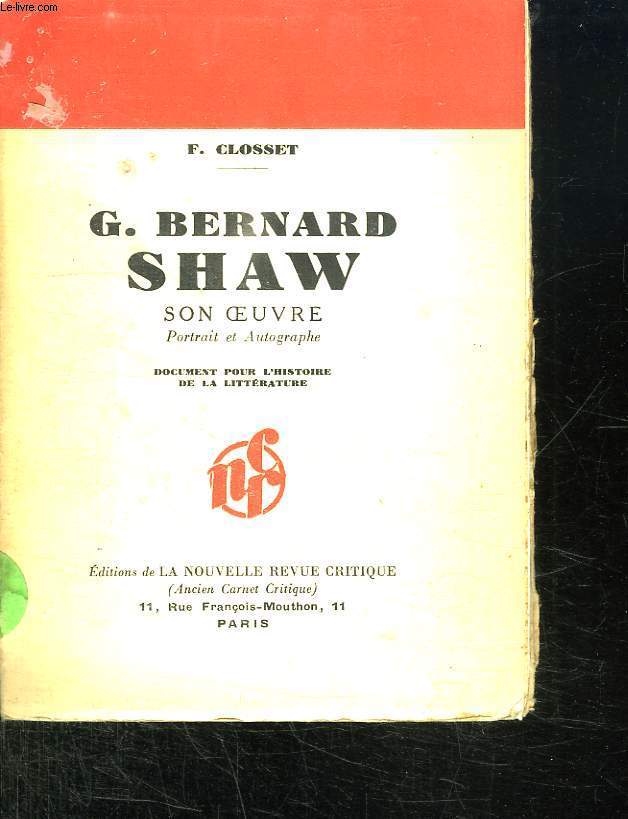 Le-livre.com
F. CLOSSET
G. BERNARD
SHAW
SON ŒUVRE
Portrait et Autographe
DOCUMENT POUR L'HISTOIRE
DE LA LITTÉRATURE
nrc
Éditions de LA NOUVELLE REVUE CRITIQUE
(Ancien Carnet Critique)
11, Rue François-Mouthon, 11
PARIS